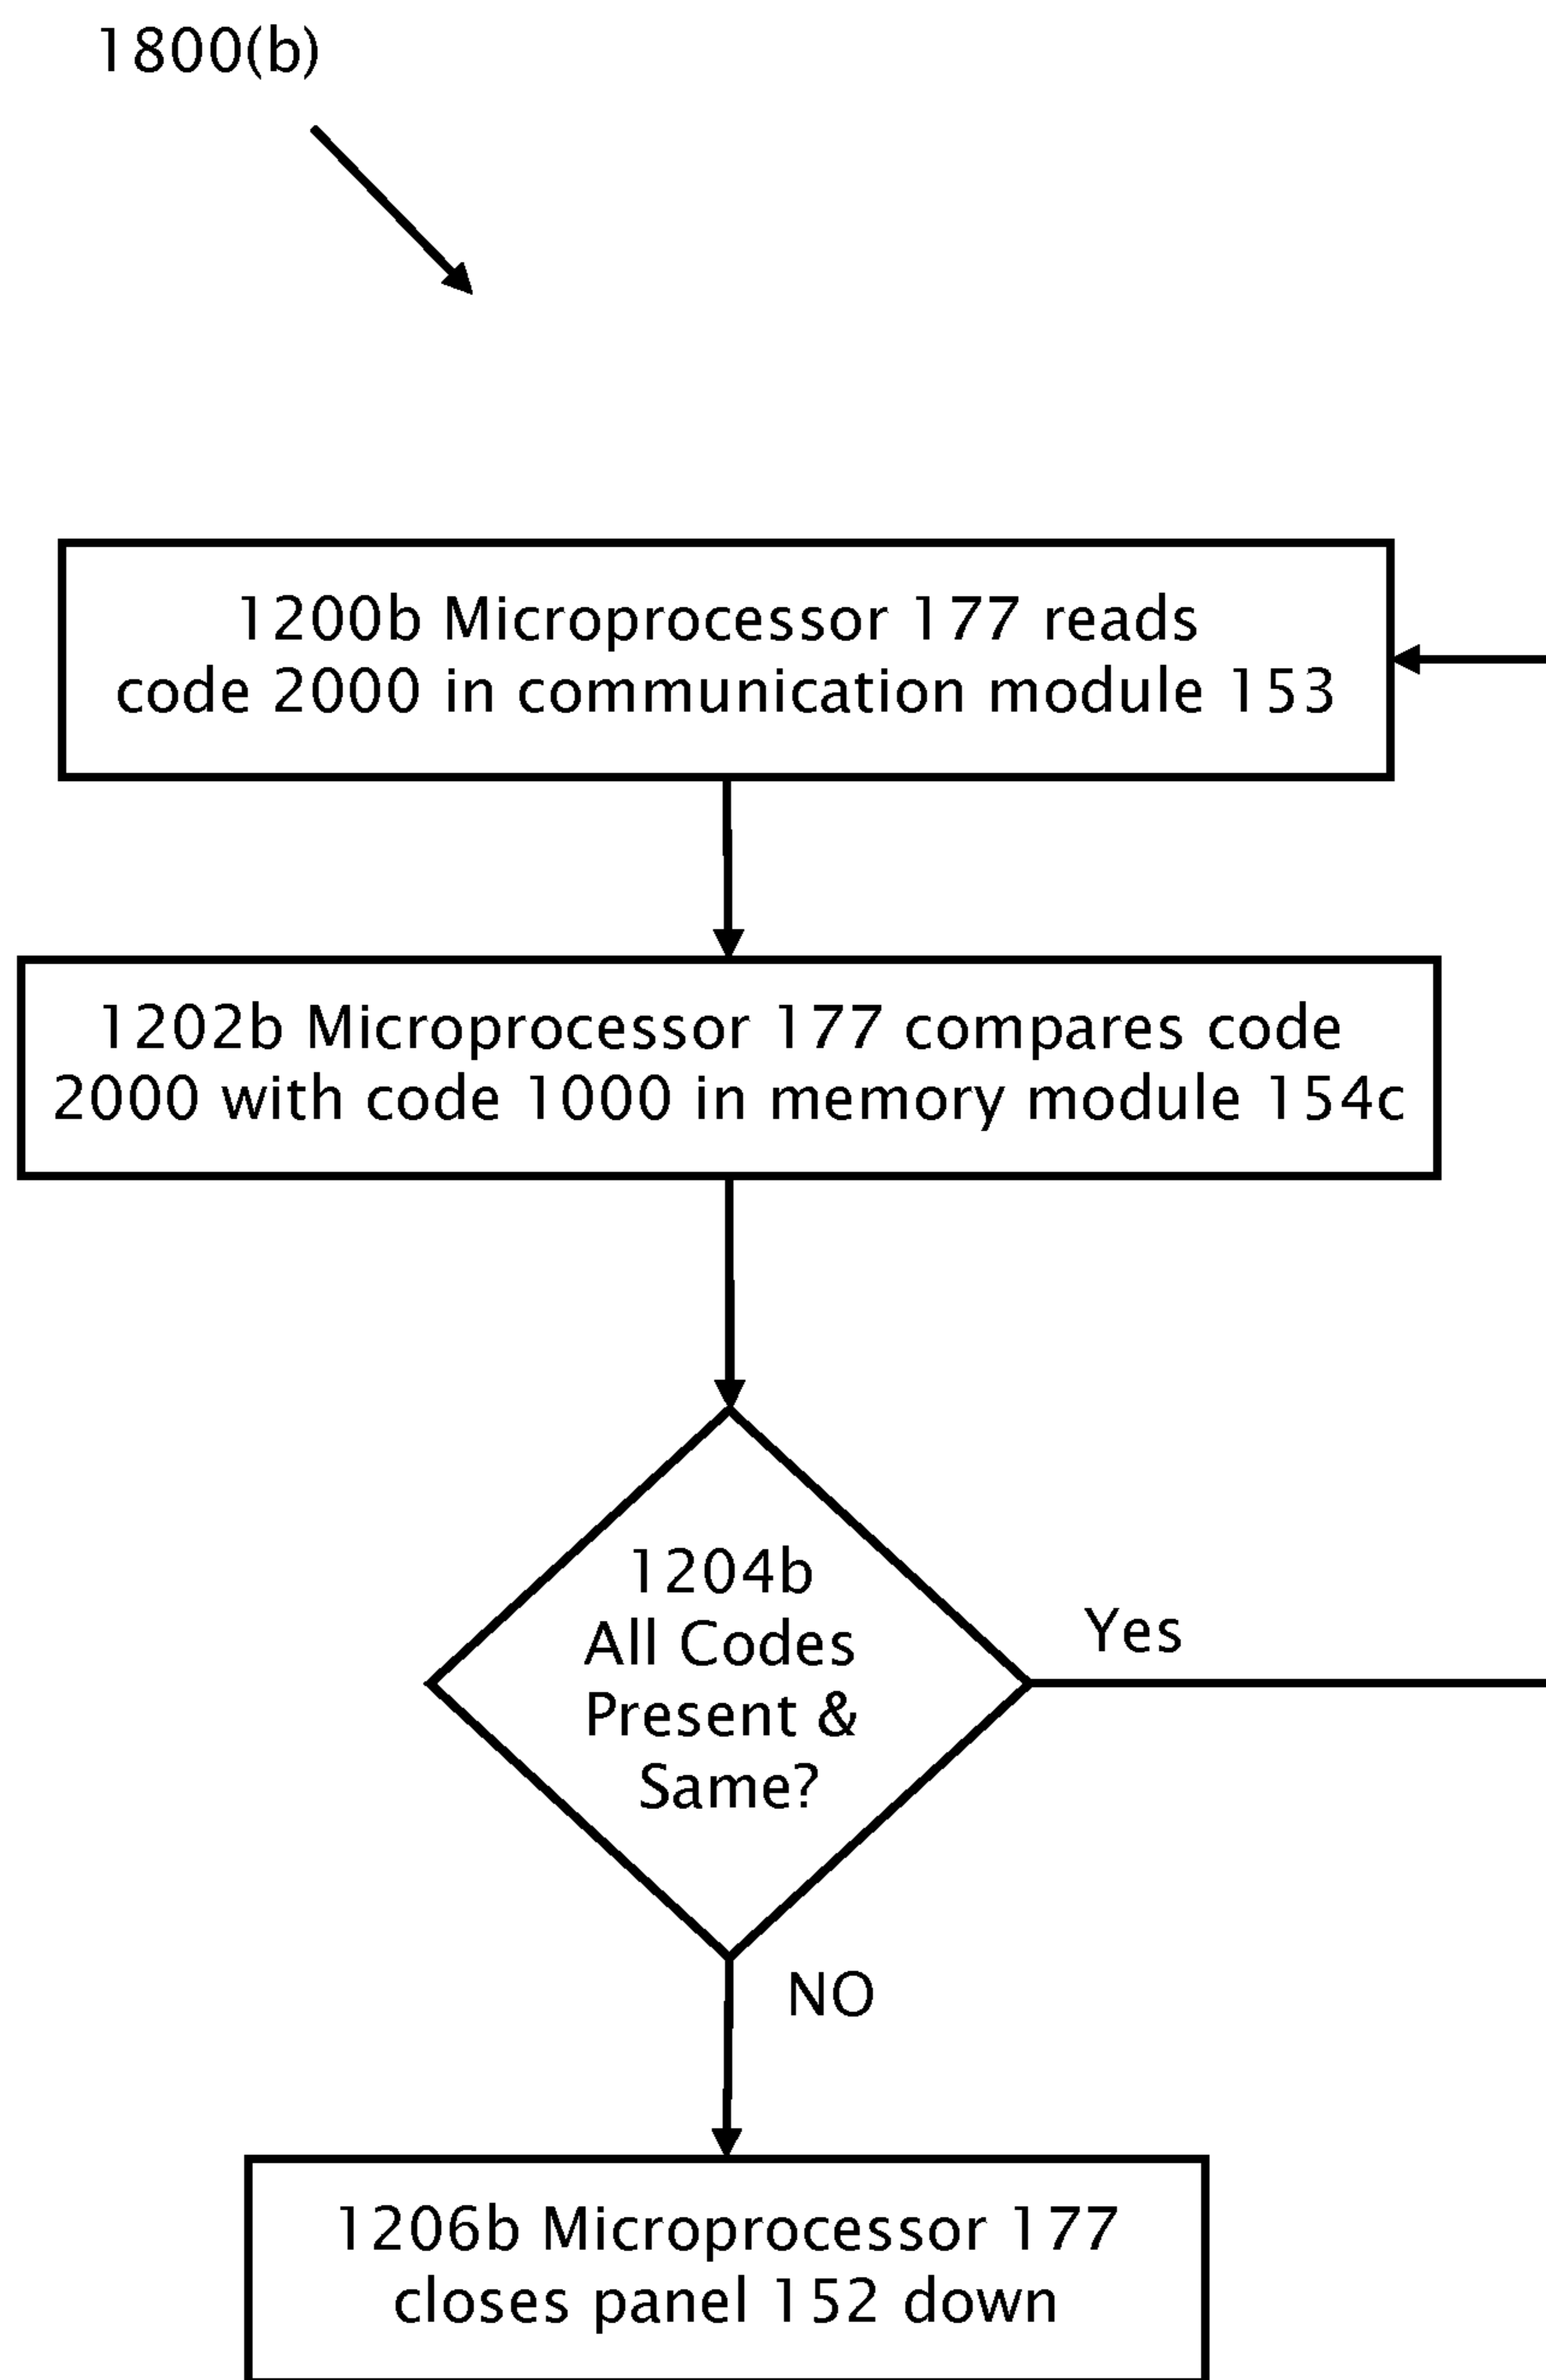 1800(b)
1200b Microprocessor 177 reads
code 2000 in communication module 153
1202b Microprocessor 177 compares code
2000 with code 1000 in memory module 154c
1204b
All Codes
Present &
Same?
Yes
NO
1206b Microprocessor 177
closes panel 152 down